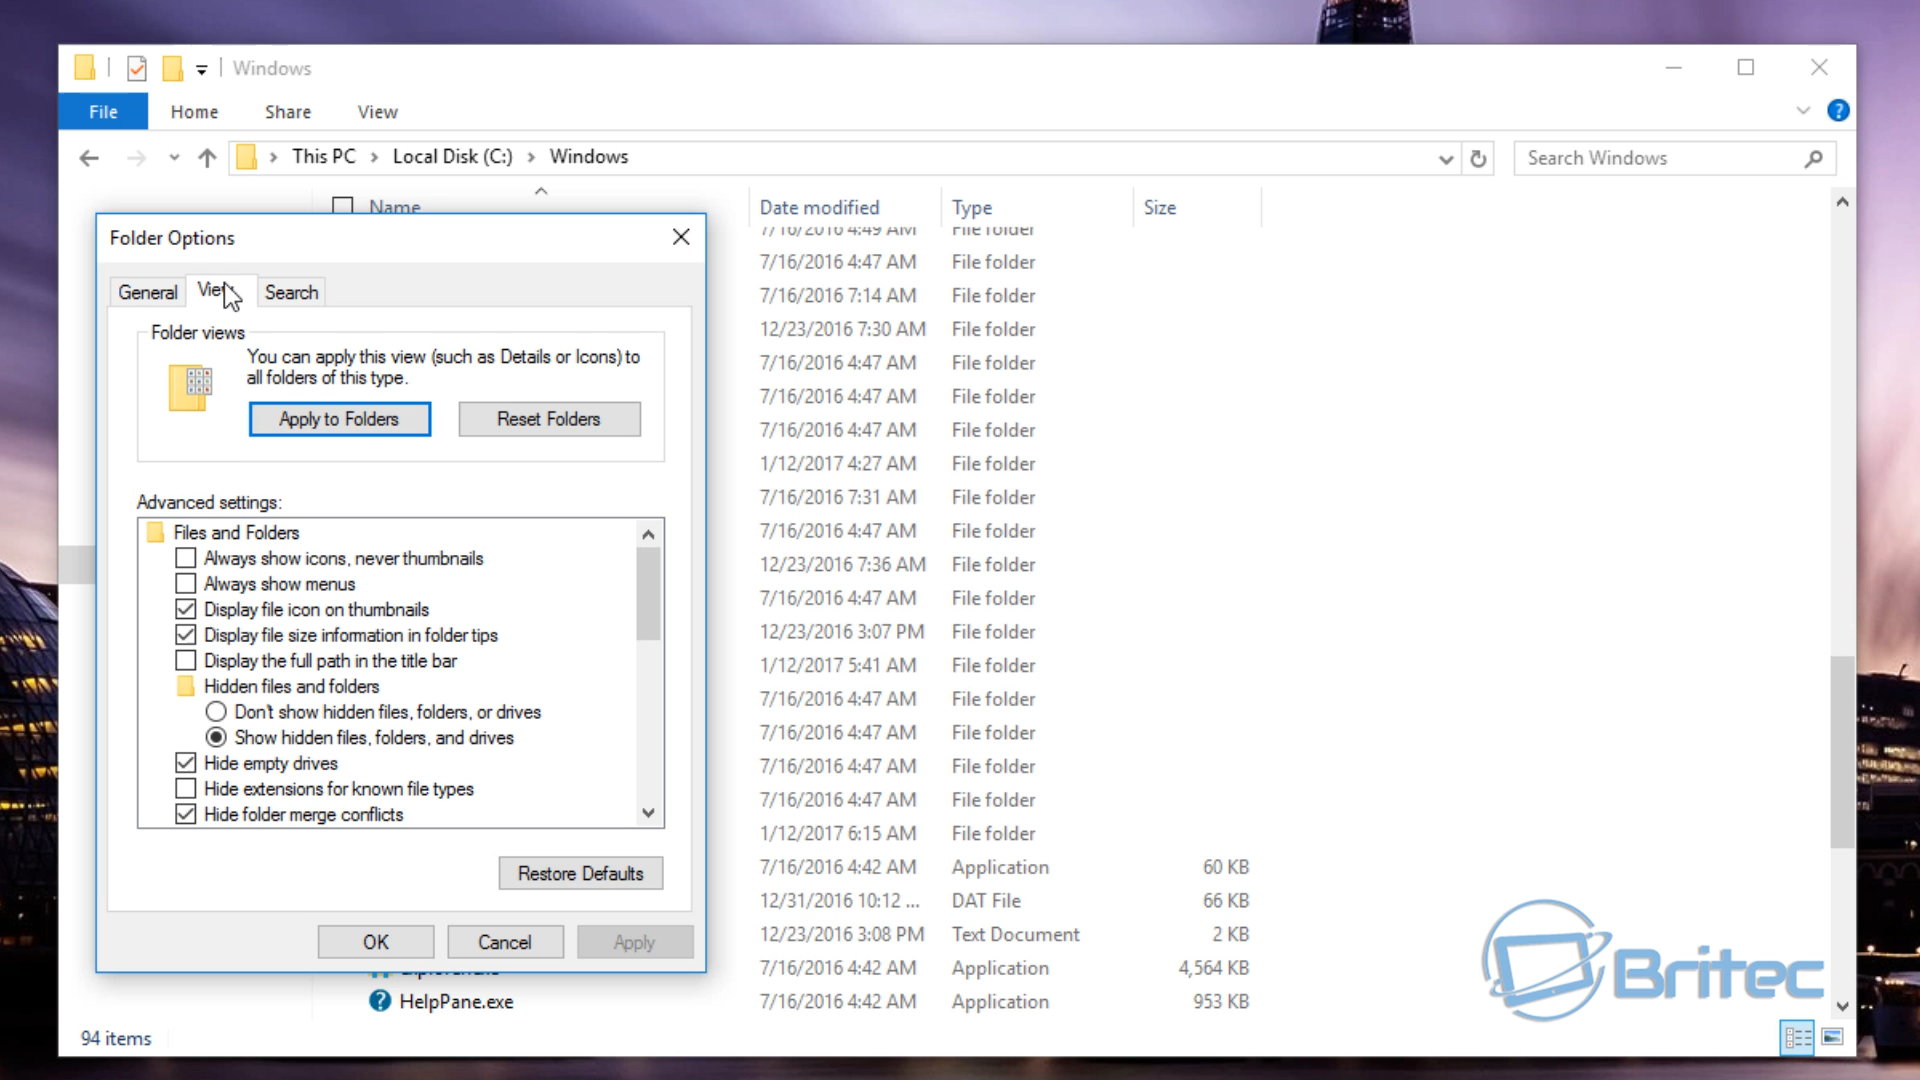 Windows
File Home Share View
This PC > Local Disk (C:) > Windows
Search Windows
Name Date modified Type Size
Folder Options
General View Search
Folder views
You can apply this view (such as Details or Icons) to
all folders of this type.
Apply to Folders Reset Folders
Advanced settings:
Files and Folders
Always show icons, never thumbnails
Always show menus
Display file icon on thumbnails
Display file size information in folder tips
Display the full path in the title bar
Hidden files and folders
Don't show hidden files, folders, or drives
Show hidden files, folders, and drives
Hide empty drives
Hide extensions for known file types
Hide folder merge conflicts
Restore Defaults
OK Cancel Apply
7/16/2016 4:49 AM File folder
7/16/2016 4:47 AM File folder
7/16/2016 7:14 AM File folder
12/23/2016 7:30 AM File folder
7/16/2016 4:47 AM File folder
7/16/2016 4:47 AM File folder
7/16/2016 4:47 AM File folder
1/12/2017 4:27 AM File folder
7/16/2016 7:31 AM File folder
7/16/2016 4:47 AM File folder
12/23/2016 7:36 AM File folder
7/16/2016 4:47 AM File folder
12/23/2016 3:07 PM File folder
1/12/2017 5:41 AM File folder
7/16/2016 4:47 AM File folder
7/16/2016 4:47 AM File folder
7/16/2016 4:47 AM File folder
7/16/2016 4:47 AM File folder
1/12/2017 6:15 AM File folder
7/16/2016 4:42 AM Application 60 KB
12/31/2016 10:12 ... DAT File 66 KB
12/23/2016 3:08 PM Text Document 2 KB
7/16/2016 4:42 AM Application 4,564 KB
HelpPane.exe 7/16/2016 4:42 AM Application 953 KB
94 items
Britec